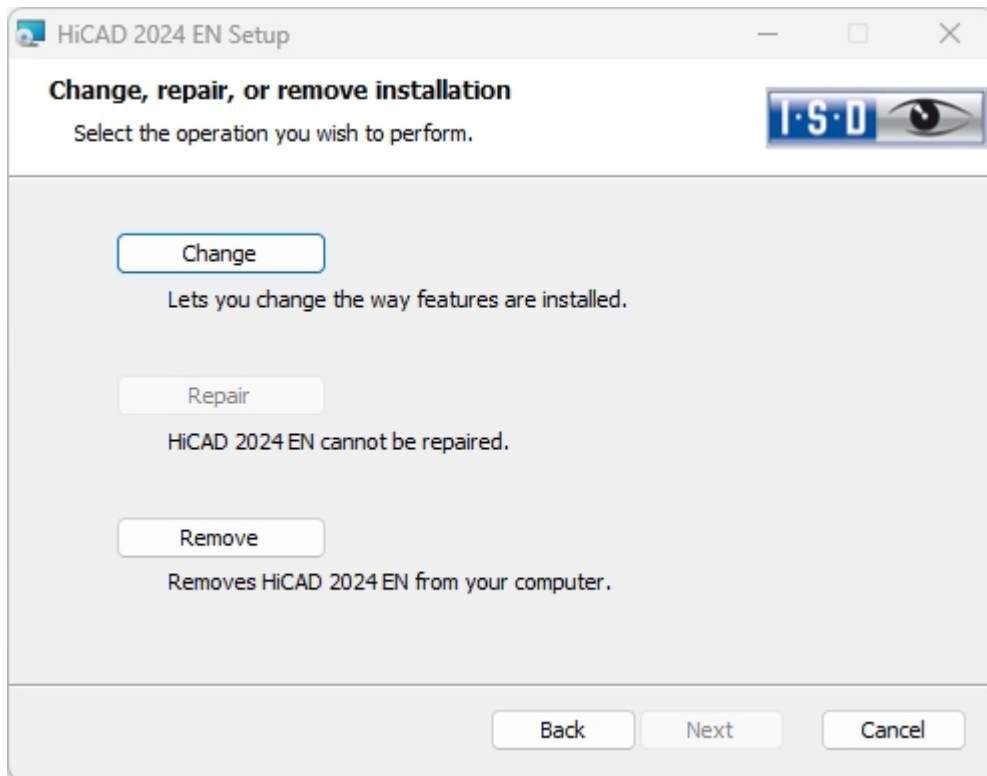 HiCAD 2024 EN Setup
Change, repair, or remove installation
Select the operation you wish to perform.
I·S·D
Change
Lets you change the way features are installed.
Repair
HiCAD 2024 EN cannot be repaired.
Remove
Removes HiCAD 2024 EN from your computer.
Back Next Cancel